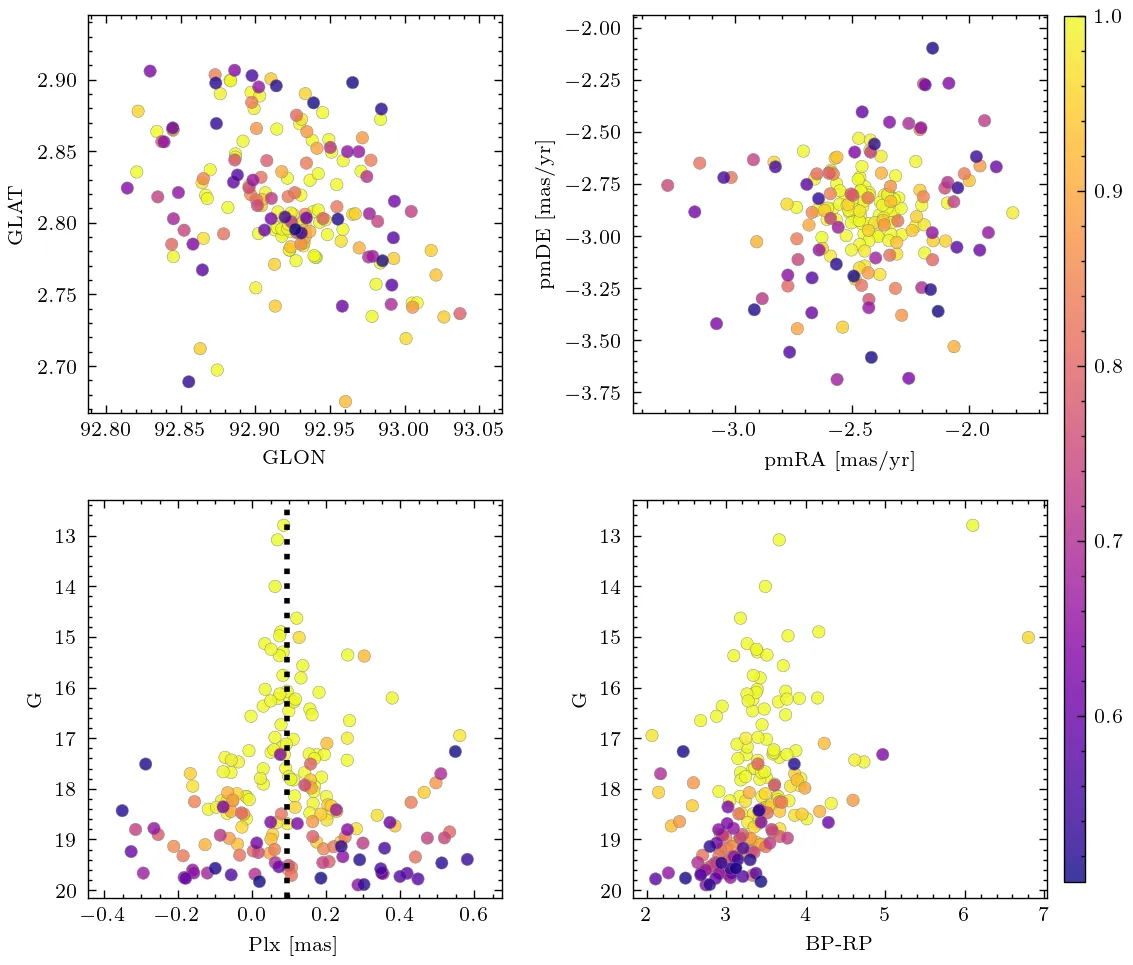 2.90
2.85
2.80
2.75
2.70
GLAT
92.80 92.85 92.90 92.95 93.00 93.05
GLON
−2.00
−2.25
−2.50
−2.75
−3.00
−3.25
−3.50
−3.75
pmDE [mas/yr]
−3.0 −2.5 −2.0
pmRA [mas/yr]
1.0
0.9
0.8
0.7
0.6
13
14
15
16
17
18
19
20
G
−0.4 −0.2 0.0 0.2 0.4 0.6
Plx [mas]
13
14
15
16
17
18
19
20
G
2 3 4 5 6 7
BP-RP